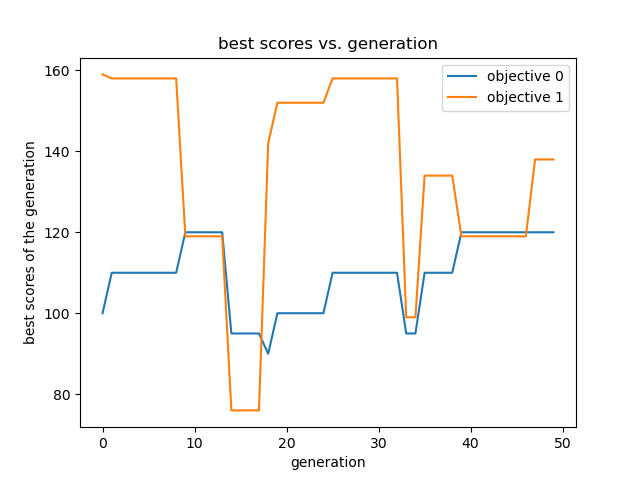 best scores vs. generation
objective 0
objective 1
best scores of the generation
160
140
120
100
80
0 10 20 30 40 50
generation